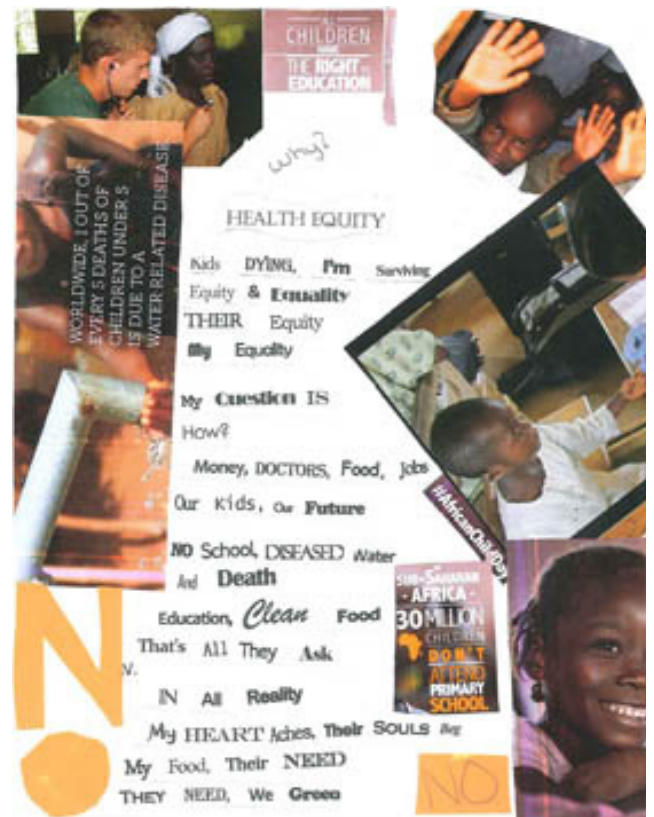 ALL
CHILDREN
HAVE
THE RIGHT TO
EDUCATION
why?
WORLDWIDE, 1 OUT OF
EVERY 5 DEATHS OF
CHILDREN UNDER 5
IS DUE TO A
WATER-RELATED DISEASE
HEALTH EQUITY
Kids DYING, I'm Surviving
Equity & Equality
THEIR Equity
My Equality
My Question IS
How?
Money, DOCTORS, Food, Jobs
Our Kids, Our Future
#AfricanChildDay
NO School, DISEASED Water
And Death
IN
SUB-SAHARAN
- AFRICA -
30 MILLION
CHILDREN
DON'T
ATTEND
PRIMARY
SCHOOL
Education, Clean Food
That's All They Ask
IN All Reality
My HEART Aches, Their SOULS Beg
My Food, Their NEED
THEY NEED, We Green
NO
NO